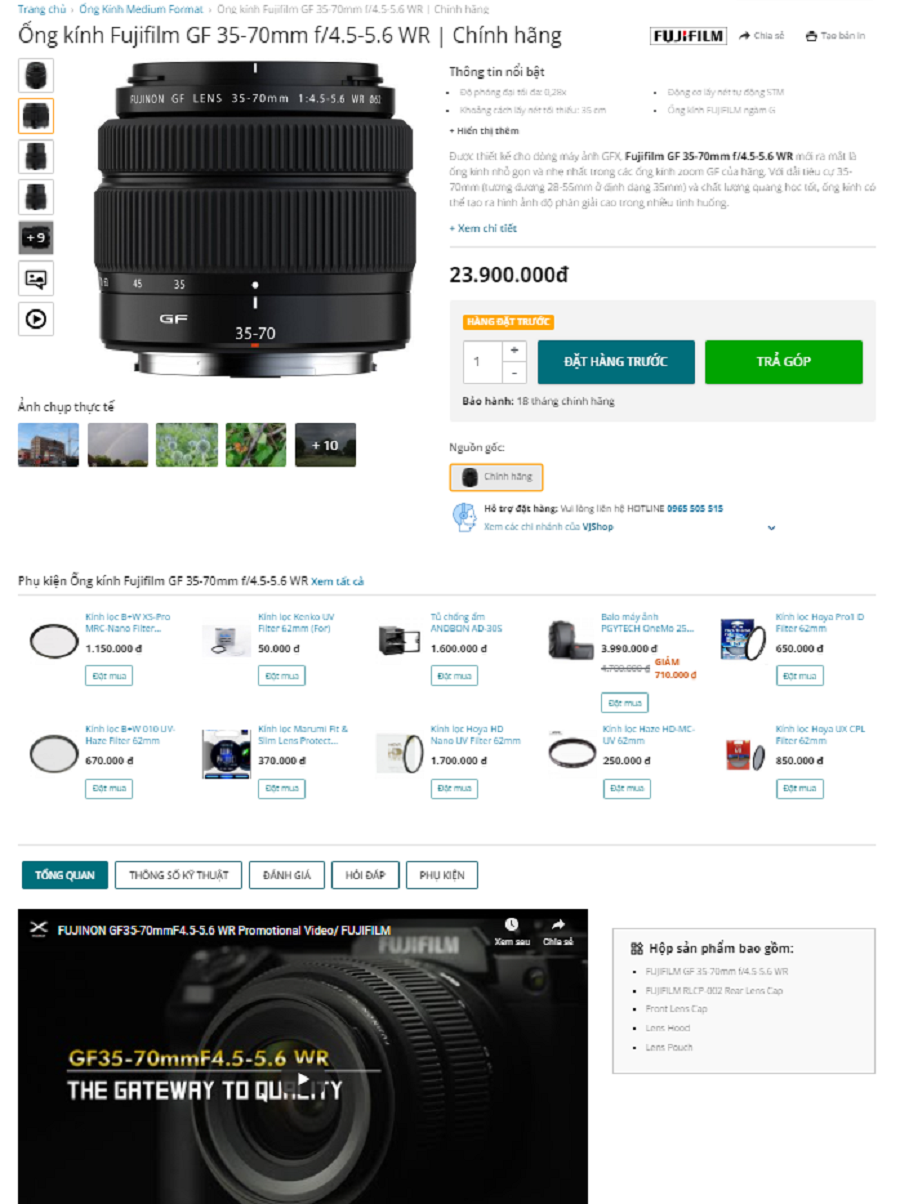 Trang chủ › Ống Kính Medium Format › Ống kính Fujifilm GF 35-70mm f/4.5-5.6 WR | Chính hãng
Ống kính Fujifilm GF 35-70mm f/4.5-5.6 WR | Chính hãng
FUJIFILM
Chia sẻ
Tạo bản in
FUJINON GF LENS 35-70mm 1:4.5-5.6 WR Ø62
45 35
GF
35-70
+9
Thông tin nổi bật
Độ phóng đại tối đa: 0,28x
Động cơ lấy nét tự động STM
Khoảng cách lấy nét tối thiểu: 35 cm
Ống kính FUJIFILM ngàm G
+ Hiển thị thêm
Được thiết kế cho dòng máy ảnh GFX, Fujifilm GF 35-70mm f/4.5-5.6 WR mới ra mắt là
ống kính nhỏ gọn và nhẹ nhất trong các ống kính zoom GF của hãng. Với dải tiêu cự 35-
70mm (tương đương 28-55mm ở định dạng 35mm) và chất lượng quang học tốt, ống kính có
thể tạo ra hình ảnh độ phân giải cao trong nhiều tình huống.
+ Xem chi tiết
23.900.000đ
HÀNG ĐẶT TRƯỚC
1
+
-
ĐẶT HÀNG TRƯỚC
TRẢ GÓP
Bảo hành: 18 tháng chính hãng
Ảnh chụp thực tế
+ 10
Nguồn gốc:
Chính hãng
Hỗ trợ đặt hàng: Vui lòng liên hệ HOTLINE 0965 505 515
Xem các chi nhánh của VJShop
Phụ kiện Ống kính Fujifilm GF 35-70mm f/4.5-5.6 WR Xem tất cả
Kính lọc B+W XS-Pro
MRC-Nano Filter...
1.150.000 đ
Đặt mua
Kính lọc Kenko UV
Filter 62mm (For)
50.000 đ
Đặt mua
Tủ chống ẩm
ANDBON AD-30S
1.600.000 đ
Đặt mua
Balo máy ảnh
PGYTECH OneMo 25...
3.990.000 đ
4.700.000 đ
GIẢM
710.000 đ
Đặt mua
Kính lọc Hoya Pro1 D
Filter 62mm
650.000 đ
Đặt mua
Kính lọc B+W 010 UV-
Haze Filter 62mm
670.000 đ
Đặt mua
Kính lọc Marumi Fit &
Slim Lens Protect...
370.000 đ
Đặt mua
Kính lọc Hoya HD
Nano UV Filter 62mm
1.700.000 đ
Đặt mua
Kính lọc Haze HD-MC-
UV 62mm
250.000 đ
Đặt mua
Kính lọc Hoya UX CPL
Filter 62mm
850.000 đ
Đặt mua
TỔNG QUAN
THÔNG SỐ KỸ THUẬT
ĐÁNH GIÁ
HỎI ĐÁP
PHỤ KIỆN
FUJINON GF35-70mmF4.5-5.6 WR Promotional Video/ FUJIFILM
Xem sau
Chia sẻ
FUJIFILM
GF35-70mmF4.5-5.6 WR
THE GATEWAY TO QUALITY
Hộp sản phẩm bao gồm:
FUJIFILM GF 35-70mm f/4.5-5.6 WR
FUJIFILM RLCP-002 Rear Lens Cap
Front Lens Cap
Lens Hood
Lens Pouch